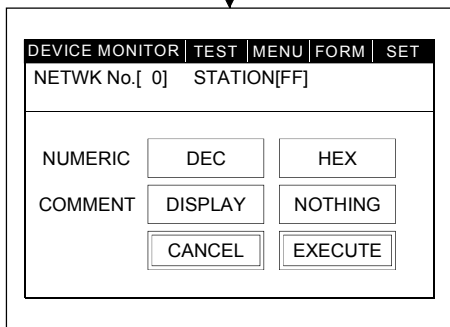 DEVICE MONITOR TEST MENU FORM SET
NETWK No.[ 0] STATION[FF]
NUMERIC DEC HEX
COMMENT DISPLAY NOTHING
CANCEL EXECUTE